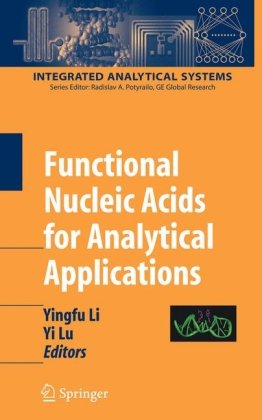 INTEGRATED ANALYTICAL SYSTEMS
Series Editor: Radislav A. Potyrailo, GE Global Research
Functional
Nucleic Acids
for Analytical
Applications
Yingfu Li
Yi Lu
Editors
Springer